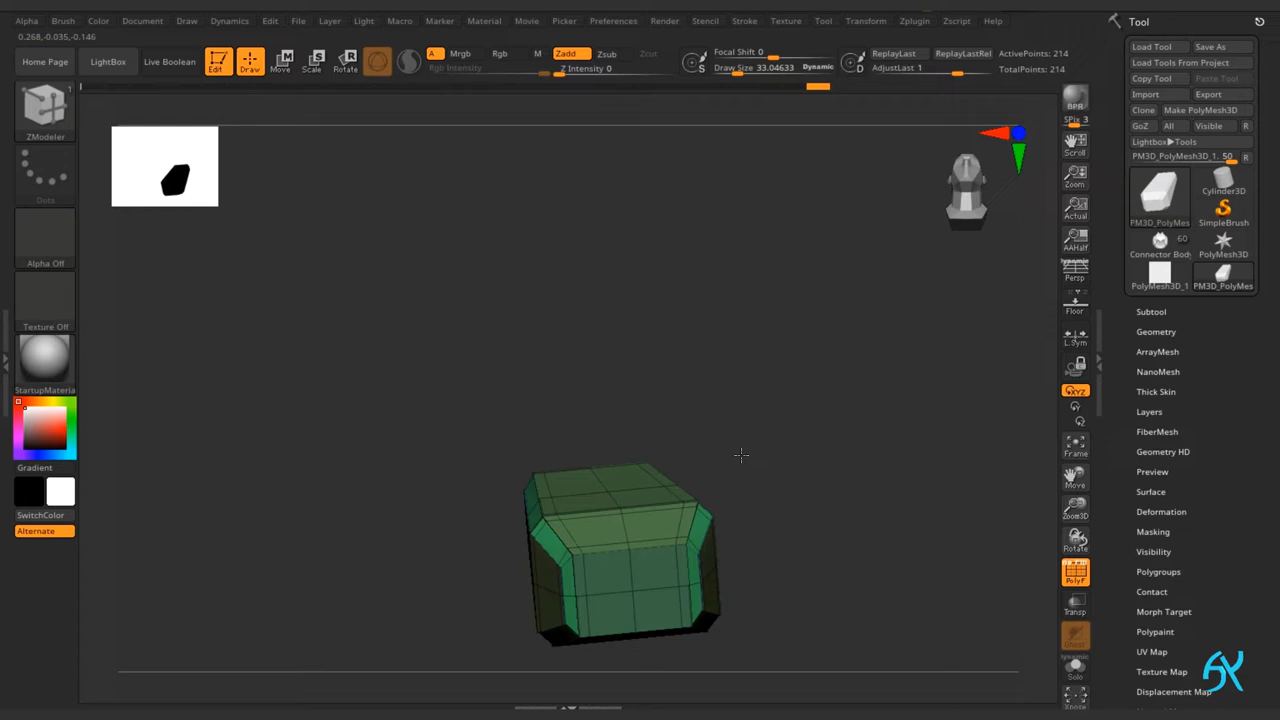 Alpha Brush Color Document Draw Dynamics Edit File Layer Light Macro Marker Material Movie Picker Preferences Render Stencil Stroke Texture Tool Transform Zplugin Zscript Help
Tool
0.268,-0.035,-0.146
Home Page LightBox Live Boolean Edit Draw Move Scale Rotate
A Mrgb Rgb M Zadd Zsub Zcut
Rgb Intensity Z Intensity 0
S Focal Shift 0
Draw Size 33.04633 Dynamic
D ReplayLast ReplayLastRel
AdjustLast 1
ActivePoints: 214
TotalPoints: 214
1
ZModeler
Dots
Alpha Off
Texture Off
StartupMateria
Gradient
SwitchColor
Alternate
BPR
SPix 3
Scroll
Zoom
Actual
AAHalf
Dynamic
Persp
Floor
L.Sym
XYZ
Y
Z
Frame
Move
Zoom3D
Rotate
PolyF
Transp
Ghost
Dynamic
Solo
Xpose
Load Tool Save As
Load Tools From Project
Copy Tool Paste Tool
Import Export
Clone Make PolyMesh3D
GoZ All Visible R
Lightbox▶Tools
PM3D_PolyMesh3D_1. 50 R
PM3D_PolyMes Cylinder3D
SimpleBrush
60
Connector Body PolyMesh3D
PolyMesh3D_1 PM3D_PolyMes
Subtool
Geometry
ArrayMesh
NanoMesh
Thick Skin
Layers
FiberMesh
Geometry HD
Preview
Surface
Deformation
Masking
Visibility
Polygroups
Contact
Morph Target
Polypaint
UV Map
Texture Map
Displacement Map